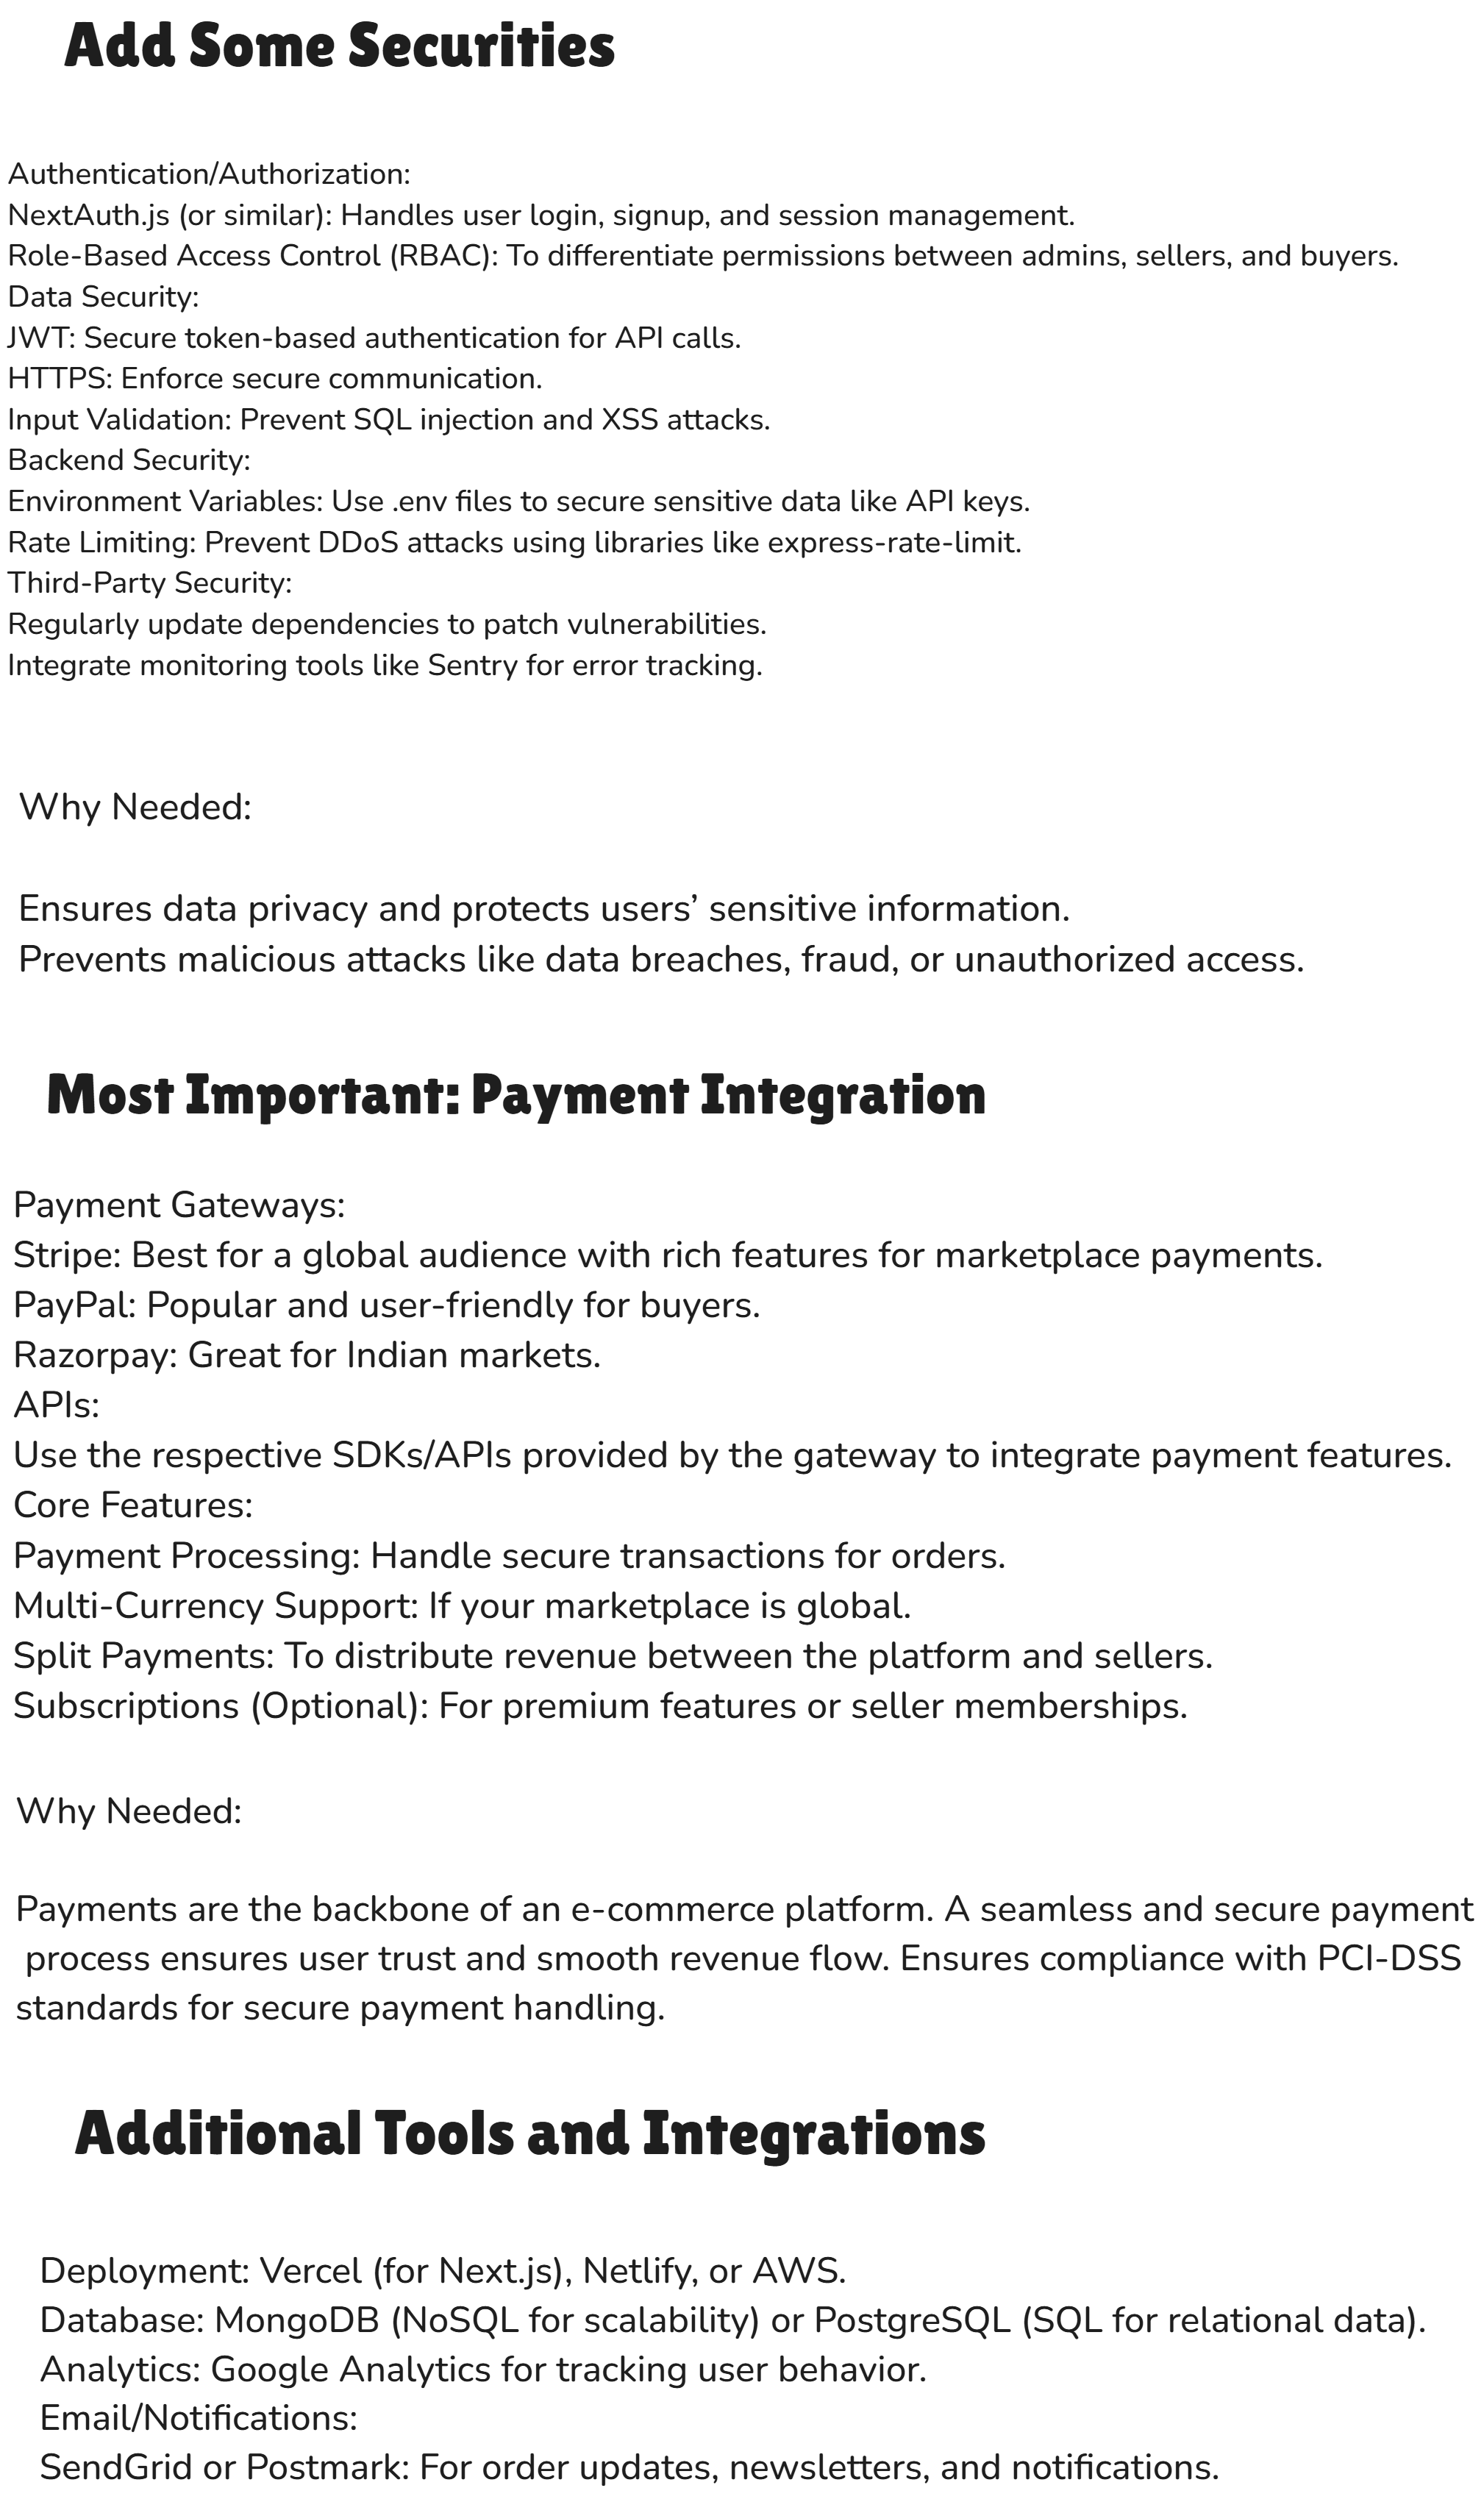 Add Some Securities
Authentication/Authorization:
NextAuth.js (or similar): Handles user login, signup, and session management.
Role-Based Access Control (RBAC): To differentiate permissions between admins, sellers, and buyers.
Data Security:
JWT: Secure token-based authentication for API calls.
HTTPS: Enforce secure communication.
Input Validation: Prevent SQL injection and XSS attacks.
Backend Security:
Environment Variables: Use .env files to secure sensitive data like API keys.
Rate Limiting: Prevent DDoS attacks using libraries like express-rate-limit.
Third-Party Security:
Regularly update dependencies to patch vulnerabilities.
Integrate monitoring tools like Sentry for error tracking.
Why Needed:
Ensures data privacy and protects users’ sensitive information.
Prevents malicious attacks like data breaches, fraud, or unauthorized access.
Most Important: Payment Integration
Payment Gateways:
Stripe: Best for a global audience with rich features for marketplace payments.
PayPal: Popular and user-friendly for buyers.
Razorpay: Great for Indian markets.
APIs:
Use the respective SDKs/APIs provided by the gateway to integrate payment features.
Core Features:
Payment Processing: Handle secure transactions for orders.
Multi-Currency Support: If your marketplace is global.
Split Payments: To distribute revenue between the platform and sellers.
Subscriptions (Optional): For premium features or seller memberships.
Why Needed:
Payments are the backbone of an e-commerce platform. A seamless and secure payment
process ensures user trust and smooth revenue flow. Ensures compliance with PCI-DSS
standards for secure payment handling.
Additional Tools and Integrations
Deployment: Vercel (for Next.js), Netlify, or AWS.
Database: MongoDB (NoSQL for scalability) or PostgreSQL (SQL for relational data).
Analytics: Google Analytics for tracking user behavior.
Email/Notifications:
SendGrid or Postmark: For order updates, newsletters, and notifications.